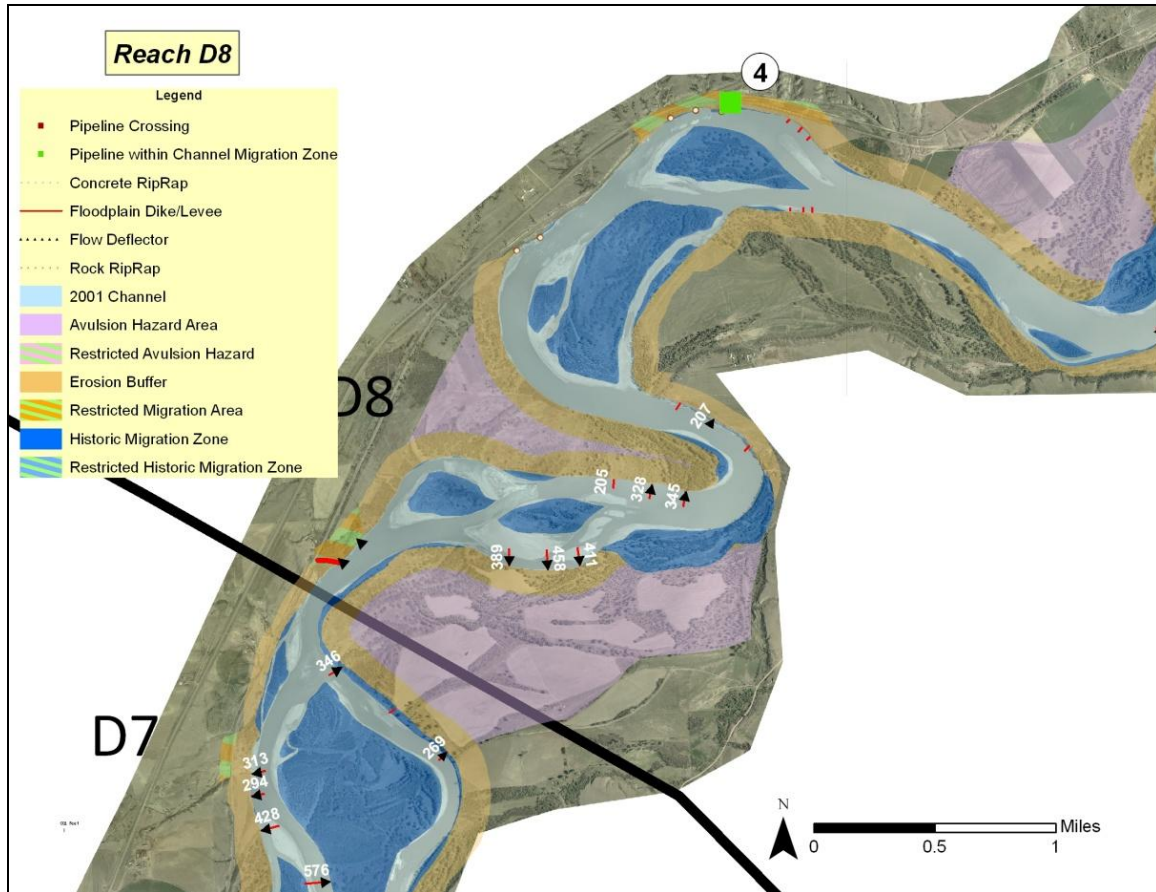 Reach D8
Legend
Pipeline Crossing
Pipeline within Channel Migration Zone
Concrete RipRap
Floodplain Dike/Levee
Flow Deflector
Rock RipRap
2001 Channel
Avulsion Hazard Area
Restricted Avulsion Hazard
Erosion Buffer
Restricted Migration Area
Historic Migration Zone
Restricted Historic Migration Zone
4
D8
207
205
328
345
389
458
411
346
D7
269
313
294
428
576
N
Miles
0
0.5
1